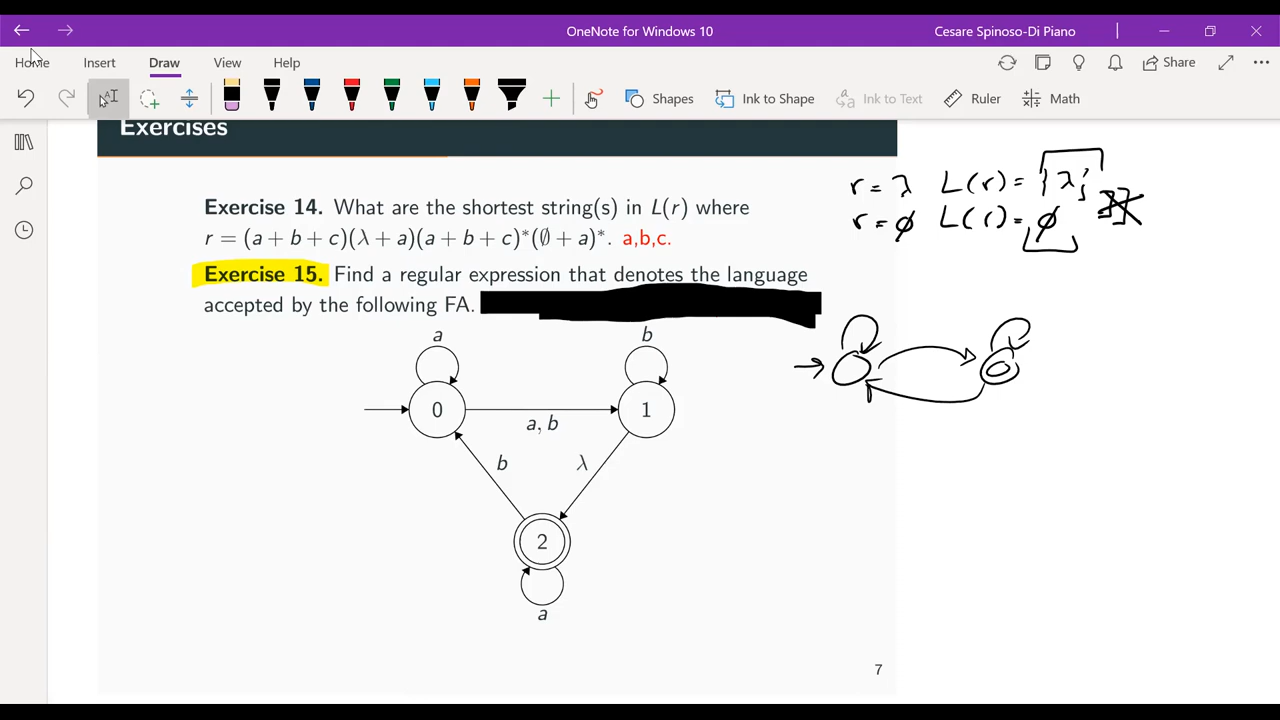 OneNote for Windows 10
Cesare Spinoso-Di Piano
Home Insert Draw View Help
Share
Shapes Ink to Shape Ink to Text Ruler Math
Exercises
Exercise 14. What are the shortest string(s) in L(r) where
r = (a + b + c)(λ + a)(a + b + c)*(∅ + a)*. a,b,c.
Exercise 15. Find a regular expression that denotes the language
accepted by the following FA.
r = λ L(r) = {λ}
r = ∅ L(r) = ∅
a b
0 1
a, b
b λ
2
a
7